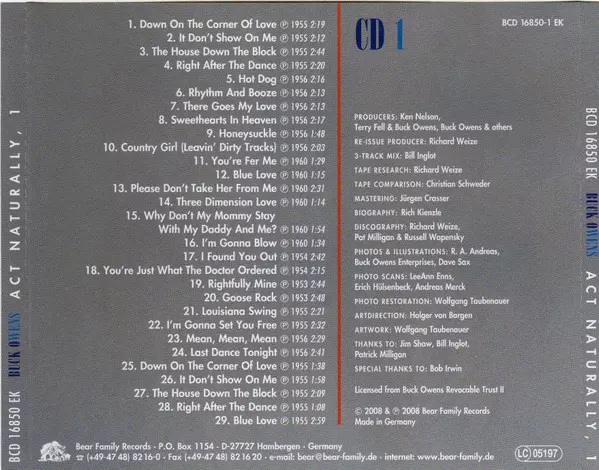 BCD 16850-1 EK
CD 1
1. Down On The Corner Of Love ℗ 1955 2:19
2. It Don't Show On Me ℗ 1955 2:12
3. The House Down The Block ℗ 1955 2:44
4. Right After The Dance ℗ 1955 2:20
5. Hot Dog ℗ 1956 2:16
6. Rhythm And Booze ℗ 1956 2:13
7. There Goes My Love ℗ 1956 2:13
8. Sweethearts In Heaven ℗ 1956 2:17
9. Honeysuckle ℗ 1956 1:48
10. Country Girl (Leavin' Dirty Tracks) ℗ 1956 2:03
11. You're Fer Me ℗ 1960 1:29
12. Blue Love ℗ 1960 1:15
13. Please Don't Take Her From Me ℗ 1960 2:31
14. Three Dimension Love ℗ 1960 1:14
15. Why Don't My Mommy Stay
With My Daddy And Me? ℗ 1960 1:54
16. I'm Gonna Blow ℗ 1960 1:34
17. I Found You Out ℗ 1954 2:42
18. You're Just What The Doctor Ordered ℗ 1954 2:15
19. Rightfully Mine ℗ 1953 2:44
20. Goose Rock ℗ 1953 2:48
21. Louisiana Swing ℗ 1955 2:21
22. I'm Gonna Set You Free ℗ 1955 2:32
23. Mean, Mean, Mean ℗ 1956 2:29
24. Last Dance Tonight ℗ 1956 2:41
25. Down On The Corner Of Love ℗ 1955 1:38
26. It Don't Show On Me ℗ 1955 1:58
27. The House Down The Block ℗ 1955 2:09
28. Right After The Dance ℗ 1955 1:08
29. Blue Love ℗ 1955 2:59
PRODUCERS: Ken Nelson,
Terry Fell & Buck Owens, Buck Owens & others
RE-ISSUE PRODUCER: Richard Weize
3-TRACK MIX: Bill Inglot
TAPE RESEARCH: Richard Weize
TAPE COMPARISON: Christian Schweder
MASTERING: Jürgen Crasser
BIOGRAPHY: Rich Kienzle
DISCOGRAPHY: Richard Weize,
Pat Milligan & Russell Wapensky
PHOTOS & ILLUSTRATIONS: R. A. Andreas,
Buck Owens Enterprises, Dave Sax
PHOTO SCANS: LeeAnn Enns,
Erich Hülsenbeck, Andreas Merck
PHOTO RESTORATION: Wolfgang Taubenauer
ARTDIRECTION: Holger von Bargen
ARTWORK: Wolfgang Taubenauer
THANKS TO: Jim Shaw, Bill Inglot,
Patrick Milligan
SPECIAL THANKS TO: Bob Irwin
Licensed from Buck Owens Revocable Trust II
© 2008 & ℗ 2008 Bear Family Records
Made in Germany
Bear Family Records - P.O. Box 1154 - D-27727 Hambergen - Germany
☎ (+49-47 48) 82 16-0 - Fax (+49-47 48) 82 16 20 - e-mail: bear@bear-family.de - internet: www.bear-family.de
LC 05197
BCD 16850 EK BUCK OWENS ACT NATURALLY, 1
BCD 16850 EK BUCK OWENS ACT NATURALLY, 1